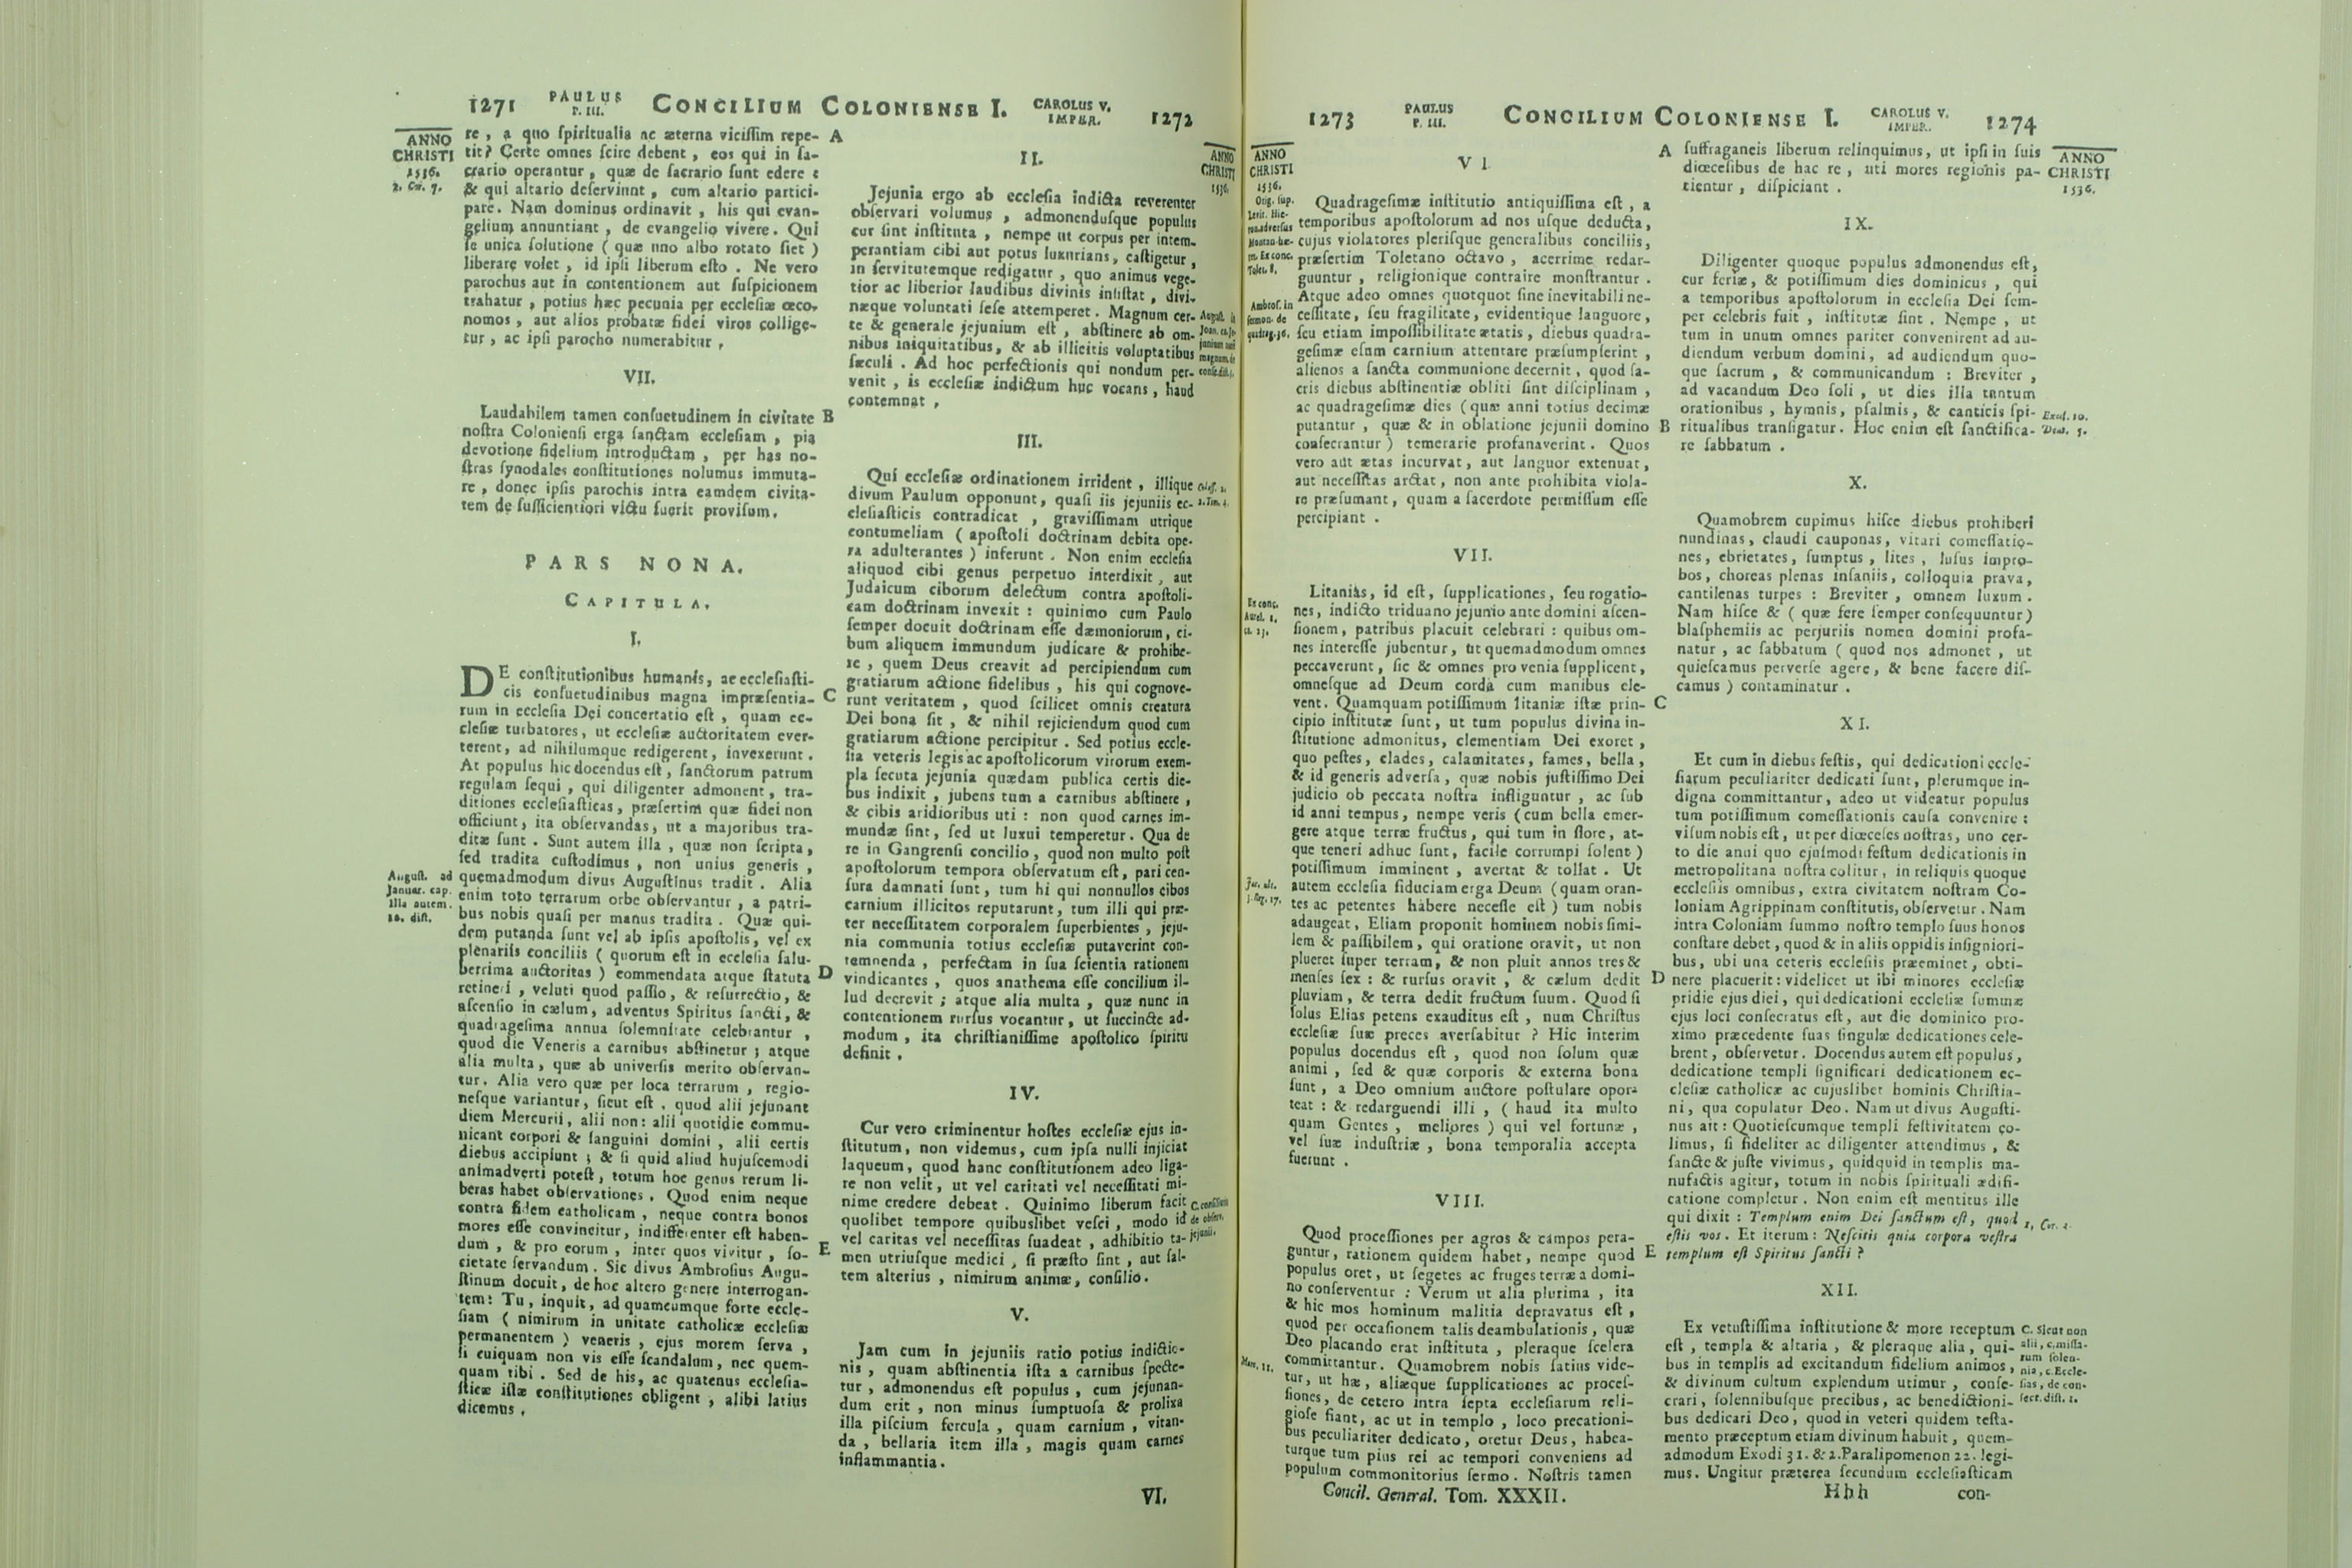 1271 PAULUS P. III. CONCILIUM COLONIENSE I. CAROLUS V. IMPER. 1272
ANNO
CHRISTI
1536.
re, a quo ſpiritualia ac æterna viciſſim repe-
tit? Certe omnes ſcire debent, eos qui in ſa-
crario operantur, quæ de ſacrario ſunt edere:
& qui altario deſerviunt, cum altario partici-
pare. Nam dominus ordinavit, his qui evan-
gelium annuntiant, de evangelio vivere. Qui
ſe unica ſolutione (quæ uno albo rotato fiet)
liberare volet, id ipſi liberum eſto. Ne vero
parochus aut in contentionem aut ſuſpicionem
trahatur, potius hæc pecunia per eccleſiæ œco-
nomos, aut alios probatæ fidei viros collige-
tur, ac ipſi parocho numerabitur.
VII.
Laudabilem tamen conſuetudinem in civitate
noſtra Colonienſi erga ſanctam eccleſiam, pia
devotione fidelium introductam, per has no-
ſtras ſynodales conſtitutiones nolumus immuta-
re, donec ipſis parochis intra eamdem civita-
tem de ſufficientiori victu fuerit proviſum.
PARS NONA.
CAPITULA.
I.
DE conſtitutionibus humanis, ac eccleſiaſti-
cis conſuetudinibus magna impræſentia-
rum in eccleſia Dei concertatio eſt, quam ec-
cleſiæ turbatores, ut eccleſiæ auctoritatem ever-
terent, ad nihilumque redigerent, invexerunt.
At populus hic docendus eſt, ſanctorum patrum
regulam ſequi, qui diligenter admonent, tra-
ditiones eccleſiaſticas, præſertim quæ fidei non
officiunt, ita obſervandas, ut a majoribus tra-
ditæ ſunt. Sunt autem illa, quæ non ſcripta,
ſed tradita cuſtodimus, non unius generis,
quemadmodum divus Auguſtinus tradit. Alia
enim toto terrarum orbe obſervantur, a patri-
bus nobis quaſi per manus tradita. Quæ qui-
dem putanda ſunt vel ab ipſis apoſtolis, vel ex
plenariis conciliis (quorum eſt in eccleſia ſalu-
berrima auctoritas) commendata atque ſtatuta
retineri, veluti quod paſſio, & reſurrectio, &
aſcenſio in cælum, adventus Spiritus ſancti, &
quadrageſima annua ſolemnitate celebrantur,
quod die Veneris a carnibus abſtinetur; atque
alia multa, quæ ab univerſis merito obſervan-
tur. Alia vero quæ per loca terrarum, regio-
neſque variantur, ſicut eſt, quod alii jejunant
diem Mercurii, alii non: alii quotidie commu-
nicant corpori & ſanguini domini, alii certis
diebus accipiunt; & ſi quid aliud hujuſcemodi
animadverti poteſt, totum hoc genus rerum li-
beras habet obſervationes. Quod enim neque
contra fidem catholicam, neque contra bonos
mores eſſe convincitur, indifferenter eſt haben-
dum, & pro eorum, inter quos vivitur, ſo-
cietate ſervandum. Sic divus Ambroſius Augu-
ſtinum docuit, de hoc altero genere interrogan-
tem: Tu, inquit, ad quamcumque forte eccle-
ſiam (nimirum in unitate catholicæ eccleſiæ
permanentem) veneris, ejus morem ſerva,
ſi cuiquam non vis eſſe ſcandalum, nec quem-
quam tibi. Sed de his, ac quatenus eccleſia-
ſticæ iſtæ conſtitutiones obligent, alibi latius
dicemus.
Auguſt. ad
Januar. cap.
illa autem.
12. diſt.
A
B
C
D
E
II.
Jejunia ergo ab eccleſia indicta reverenter
obſervari volumus, admonenduſque populus
cur ſint inſtituta, nempe ut corpus per intem-
perantiam cibi aut potus luxurians, caſtigetur,
in ſervitutemque redigatur, quo animus vege-
tior ac liberior laudibus divinis inſiſtat, divi-
næque voluntati ſeſe attemperet. Magnum cer-
te & generale jejunium eſt, abſtinere ab om-
nibus iniquitatibus, & ab illicitis voluptatibus
ſæculi. Ad hoc perfectionis qui nondum per-
venit, is eccleſiæ indictum huc vocans, haud
contemnat.
III.
Qui eccleſiæ ordinationem irrident, illique
divum Paulum opponunt, quaſi iis jejuniis ec-
cleſiaſticis contradicat, graviſſimam utrique
contumeliam (apoſtoli doctrinam debita ope-
ra adulterantes) inferunt. Non enim eccleſia
aliquod cibi genus perpetuo interdixit, aut
Judaicum ciborum delectum contra apoſtoli-
cam doctrinam invexit: quinimo cum Paulo
ſemper docuit doctrinam eſſe dæmoniorum, ci-
bum aliquem immundum judicare & prohibe-
re, quem Deus creavit ad percipiendum cum
gratiarum actione fidelibus, his qui cognove-
runt veritatem, quod ſcilicet omnis creatura
Dei bona ſit, & nihil rejiciendum quod cum
gratiarum actione percipitur. Sed potius eccle-
ſia veteris legis ac apoſtolicorum virorum exem-
pla ſecuta jejunia quædam publica certis die-
bus indixit, jubens tum a carnibus abſtinere,
& cibis aridioribus uti: non quod carnes im-
mundæ ſint, ſed ut luxui temperetur. Qua de
re in Gangrenſi concilio, quod non multo poſt
apoſtolorum tempora obſervatum eſt, pari cen-
ſura damnati ſunt, tum hi qui nonnullos cibos
carnium illicitos reputarunt, tum illi qui præ-
ter neceſſitatem corporalem ſuperbientes, jeju-
nia communia totius eccleſiæ putaverint con-
temnenda, perfectam in ſua ſcientia rationem
vindicantes, quos anathema eſſe concilium il-
lud decrevit; atque alia multa, quæ nunc in
contentionem rurſus vocantur, ut ſuccincte ad-
modum, ita chriſtianiſſime apoſtolico ſpiritu
definit.
IV.
Cur vero criminentur hoſtes eccleſiæ ejus in-
ſtitutum, non videmus, cum ipſa nulli injiciat
laqueum, quod hanc conſtitutionem adeo liga-
re non velit, ut vel caritati vel neceſſitati mi-
nime credere debeat. Quinimo liberum facit
quolibet tempore quibuslibet veſci, modo id
vel caritas vel neceſſitas ſuadeat, adhibitio ta-
men utriuſque medici, ſi præſto ſint, aut ſal-
tem alterius, nimirum animæ, conſilio.
V.
Jam cum in jejuniis ratio potius indictio-
nis, quam abſtinentia iſta a carnibus ſpecte-
tur, admonendus eſt populus, cum jejunan-
dum erit, non minus ſumptuoſa & prolixa
illa piſcium fercula, quam carnium, vitan-
da, bellaria item illa, magis quam carnes
inflammantia.
VI.
ANNO
CHRISTI
1536.
1273 PAULUS P. III. CONCILIUM COLONIENSE I. CAROLUS V. IMPER. 1274
ANNO
CHRISTI
1536.
VI
Quadrageſimæ inſtitutio antiquiſſima eſt, a
temporibus apoſtolorum ad nos uſque deducta,
cujus violatores pleriſque generalibus conciliis,
præſertim Toletano octavo, acerrime redar-
guuntur, religionique contraire monſtrantur.
Atque adeo omnes quotquot ſine inevitabili ne-
ceſſitate, ſeu fragilitate, evidentique languore,
ſeu etiam impoſſibilitate ætatis, diebus quadra-
geſimæ eſum carnium attentare præſumpſerint,
alienos a ſancta communione decernit, quod ſa-
cris diebus abſtinentiæ obliti ſint diſciplinam,
ac quadrageſimæ dies (quæ anni totius decimæ
putantur, quæ & in oblatione jejunii domino
conſecrantur) temerarie profanaverint. Quos
vero aut ætas incurvat, aut languor extenuat,
aut neceſſitas arctat, non ante prohibita viola-
re præſumant, quam a ſacerdote permiſſum eſſe
percipiant.
VII.
Litaniàs, id eſt, ſupplicationes, ſeu rogatio-
nes, indicto triduano jejunio ante domini aſcen-
ſionem, patribus placuit celebrari: quibus om-
nes intereſſe jubentur, ut quemadmodum omnes
peccaverunt, ſic & omnes pro venia ſupplicent,
omneſque ad Deum corda cum manibus ele-
vent. Quamquam potiſſimum litaniæ iſtæ prin-
cipio inſtitutæ ſunt, ut tum populus divina in-
ſtitutione admonitus, clementiam Dei exoret,
quo peſtes, clades, calamitates, fames, bella,
& id generis adverſa, quæ nobis juſtiſſimo Dei
judicio ob peccata noſtra infliguntur, ac ſub
id anni tempus, nempe veris (cum bella emer-
gere atque terræ fructus, qui tum in flore, at-
que teneri adhuc ſunt, facile corrumpi ſolent)
potiſſimum imminent, avertat & tollat. Ut
autem eccleſia fiduciam erga Deum (quam oran-
tes ac petentes habere neceſſe eſt) tum nobis
adaugeat, Eliam proponit hominem nobis ſimi-
lem & paſſibilem, qui oratione oravit, ut non
plueret ſuper terram, & non pluit annos tres &
menſes ſex: & rurſus oravit, & cælum dedit
pluviam, & terra dedit fructum ſuum. Quod ſi
ſolus Elias petens exauditus eſt, num Chriſtus
eccleſiæ ſuæ preces averſabitur? Hic interim
populus docendus eſt, quod non ſolum quæ
animi, ſed & quæ corporis & externa bona
ſunt, a Deo omnium auctore poſtulare opor-
teat: & redarguendi illi, (haud ita multo
quam Gentes, meliores) qui vel fortunæ,
vel ſuæ induſtriæ, bona temporalia accepta
fuerunt.
VIII.
Quod proceſſiones per agros & campos pera-
guntur, rationem quidem habet, nempe quod
populus oret, ut ſegetes ac fruges terræ a domi-
no conſerventur: Verum ut alia plurima, ita
& hic mos hominum malitia depravatus eſt,
quod per occaſionem talis deambulationis, quæ
Deo placando erat inſtituta, pleraque ſcelera
committantur. Quamobrem nobis ſatius vide-
tur, ut hæ, aliæque ſupplicationes ac proceſ-
ſiones, de cetero intra ſepta eccleſiarum reli-
gioſe fiant, ac ut in templo, loco precationi-
bus peculiariter dedicato, oretur Deus, habea-
turque tum pius rei ac tempori conveniens ad
populum commonitorius ſermo. Noſtris tamen
Concil. General. Tom. XXXII.
Ex conc.
Aurel. 1.
A
B
C
D
E
ſuffraganeis liberum relinquimus, ut ipſi in ſuis
diœceſibus de hac re, uti mores regionis pa-
tientur, diſpiciant.
IX.
Diligenter quoque populus admonendus eſt,
cur feriæ, & potiſſimum dies dominicus, qui
a temporibus apoſtolorum in eccleſia Dei ſem-
per celebris fuit, inſtitutæ ſint. Nempe, ut
tum in unum omnes pariter convenirent ad au-
diendum verbum domini, ad audiendum quo-
que ſacrum, & communicandum: Breviter,
ad vacandum Deo ſoli, ut dies illa tantum
orationibus, hymnis, pſalmis, & canticis ſpi-
ritualibus tranſigatur. Hoc enim eſt ſanctifica-
re ſabbatum.
X.
Quamobrem cupimus hiſce diebus prohiberi
nundinas, claudi cauponas, vitari comeſſatio-
nes, ebrietates, ſumptus, lites, luſus impro-
bos, choreas plenas inſaniis, colloquia prava,
cantilenas turpes: Breviter, omnem luxum.
Nam hiſce & (quæ fere ſemper conſequuntur)
blaſphemiis ac perjuriis nomen domini profa-
natur, ac ſabbatum (quod nos admonet, ut
quieſcamus perverſe agere, & bene facere diſ-
camus) contaminatur.
XI.
Et cum in diebus feſtis, qui dedicationi eccle-
ſiarum peculiariter dedicati ſunt, plerumque in-
digna committantur, adeo ut videatur populus
tum potiſſimum comeſſationis cauſa convenire:
viſum nobis eſt, ut per diœceſes noſtras, uno cer-
to die anni quo ejuſmodi feſtum dedicationis in
metropolitana noſtra colitur, in reliquis quoque
eccleſiis omnibus, extra civitatem noſtram Co-
loniam Agrippinam conſtitutis, obſervetur. Nam
intra Coloniam ſummo noſtro templo ſuus honos
conſtare debet, quod & in aliis oppidis inſigniori-
bus, ubi una ceteris eccleſiis præeminet, obti-
nere placuerit: videlicet ut ibi minores eccleſiæ
pridie ejus diei, qui dedicationi eccleſiæ ſummæ
ejus loci conſecratus eſt, aut die dominico pro-
ximo præcedente ſuas ſingulæ dedicationes cele-
brent, obſervetur. Docendus autem eſt populus,
dedicatione templi ſignificari dedicationem ec-
cleſiæ catholicæ ac cujuslibet hominis Chriſtia-
ni, qua copulatur Deo. Nam ut divus Auguſti-
nus ait: Quotieſcumque templi feſtivitatem co-
limus, ſi fideliter ac diligenter attendimus, &
ſancte & juſte vivimus, quidquid in templis ma-
nufactis agitur, totum in nobis ſpirituali ædifi-
catione completur. Non enim eſt mentitus ille
qui dixit: Templum enim Dei ſanctum eſt, quod
eſtis vos. Et iterum: Neſcitis quia corpora veſtra
templum eſt Spiritus ſancti?
XII.
Ex vetuſtiſſima inſtitutione & more receptum
eſt, templa & altaria, & pleraque alia, qui-
bus in templis ad excitandum fidelium animos,
& divinum cultum explendum utimur, conſe-
crari, ſolennibuſque precibus, ac benedictioni-
bus dedicari Deo, quod in veteri quidem teſta-
mento præceptum etiam divinum habuit, quem-
admodum Exodi 31. & 2. Paralipomenon 22. legi-
mus. Ungitur præterea ſecundum eccleſiaſticam
Hhh con-
ANNO
CHRISTI
1536.
C. Sicut non
alii, c. miſſa-
rum ſolen-
nia, c. Eccle-
ſias, de con-
ſecr. diſt. 1.